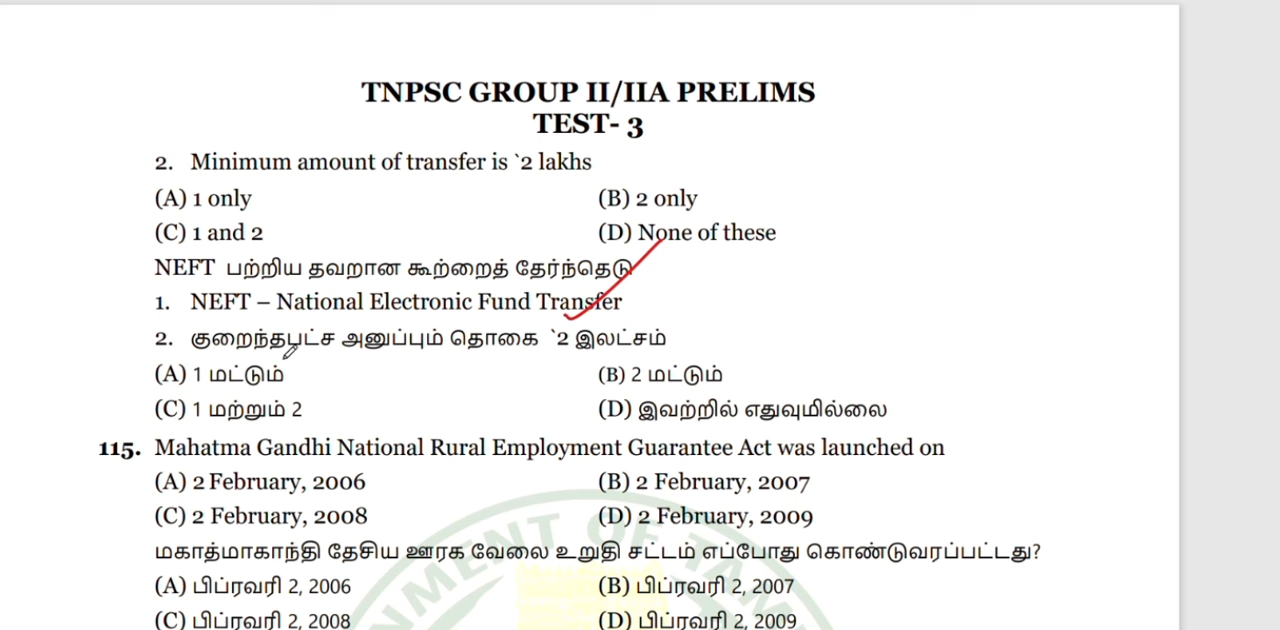 TNPSC GROUP II/IIA PRELIMS
TEST- 3
2. Minimum amount of transfer is `2 lakhs
(A) 1 only (B) 2 only
(C) 1 and 2 (D) None of these
NEFT பற்றிய தவறான கூற்றைத் தேர்ந்தெடு
1. NEFT – National Electronic Fund Transfer
2. குறைந்தபட்ச அனுப்பும் தொகை `2 இலட்சம்
(A) 1 மட்டும் (B) 2 மட்டும்
(C) 1 மற்றும் 2 (D) இவற்றில் எதுவுமில்லை
115. Mahatma Gandhi National Rural Employment Guarantee Act was launched on
(A) 2 February, 2006 (B) 2 February, 2007
(C) 2 February, 2008 (D) 2 February, 2009
மகாத்மாகாந்தி தேசிய ஊரக வேலை உறுதி சட்டம் எப்போது கொண்டுவரப்பட்டது?
(A) பிப்ரவரி 2, 2006 (B) பிப்ரவரி 2, 2007
(C) பிப்ரவரி 2, 2008 (D) பிப்ரவரி 2, 2009